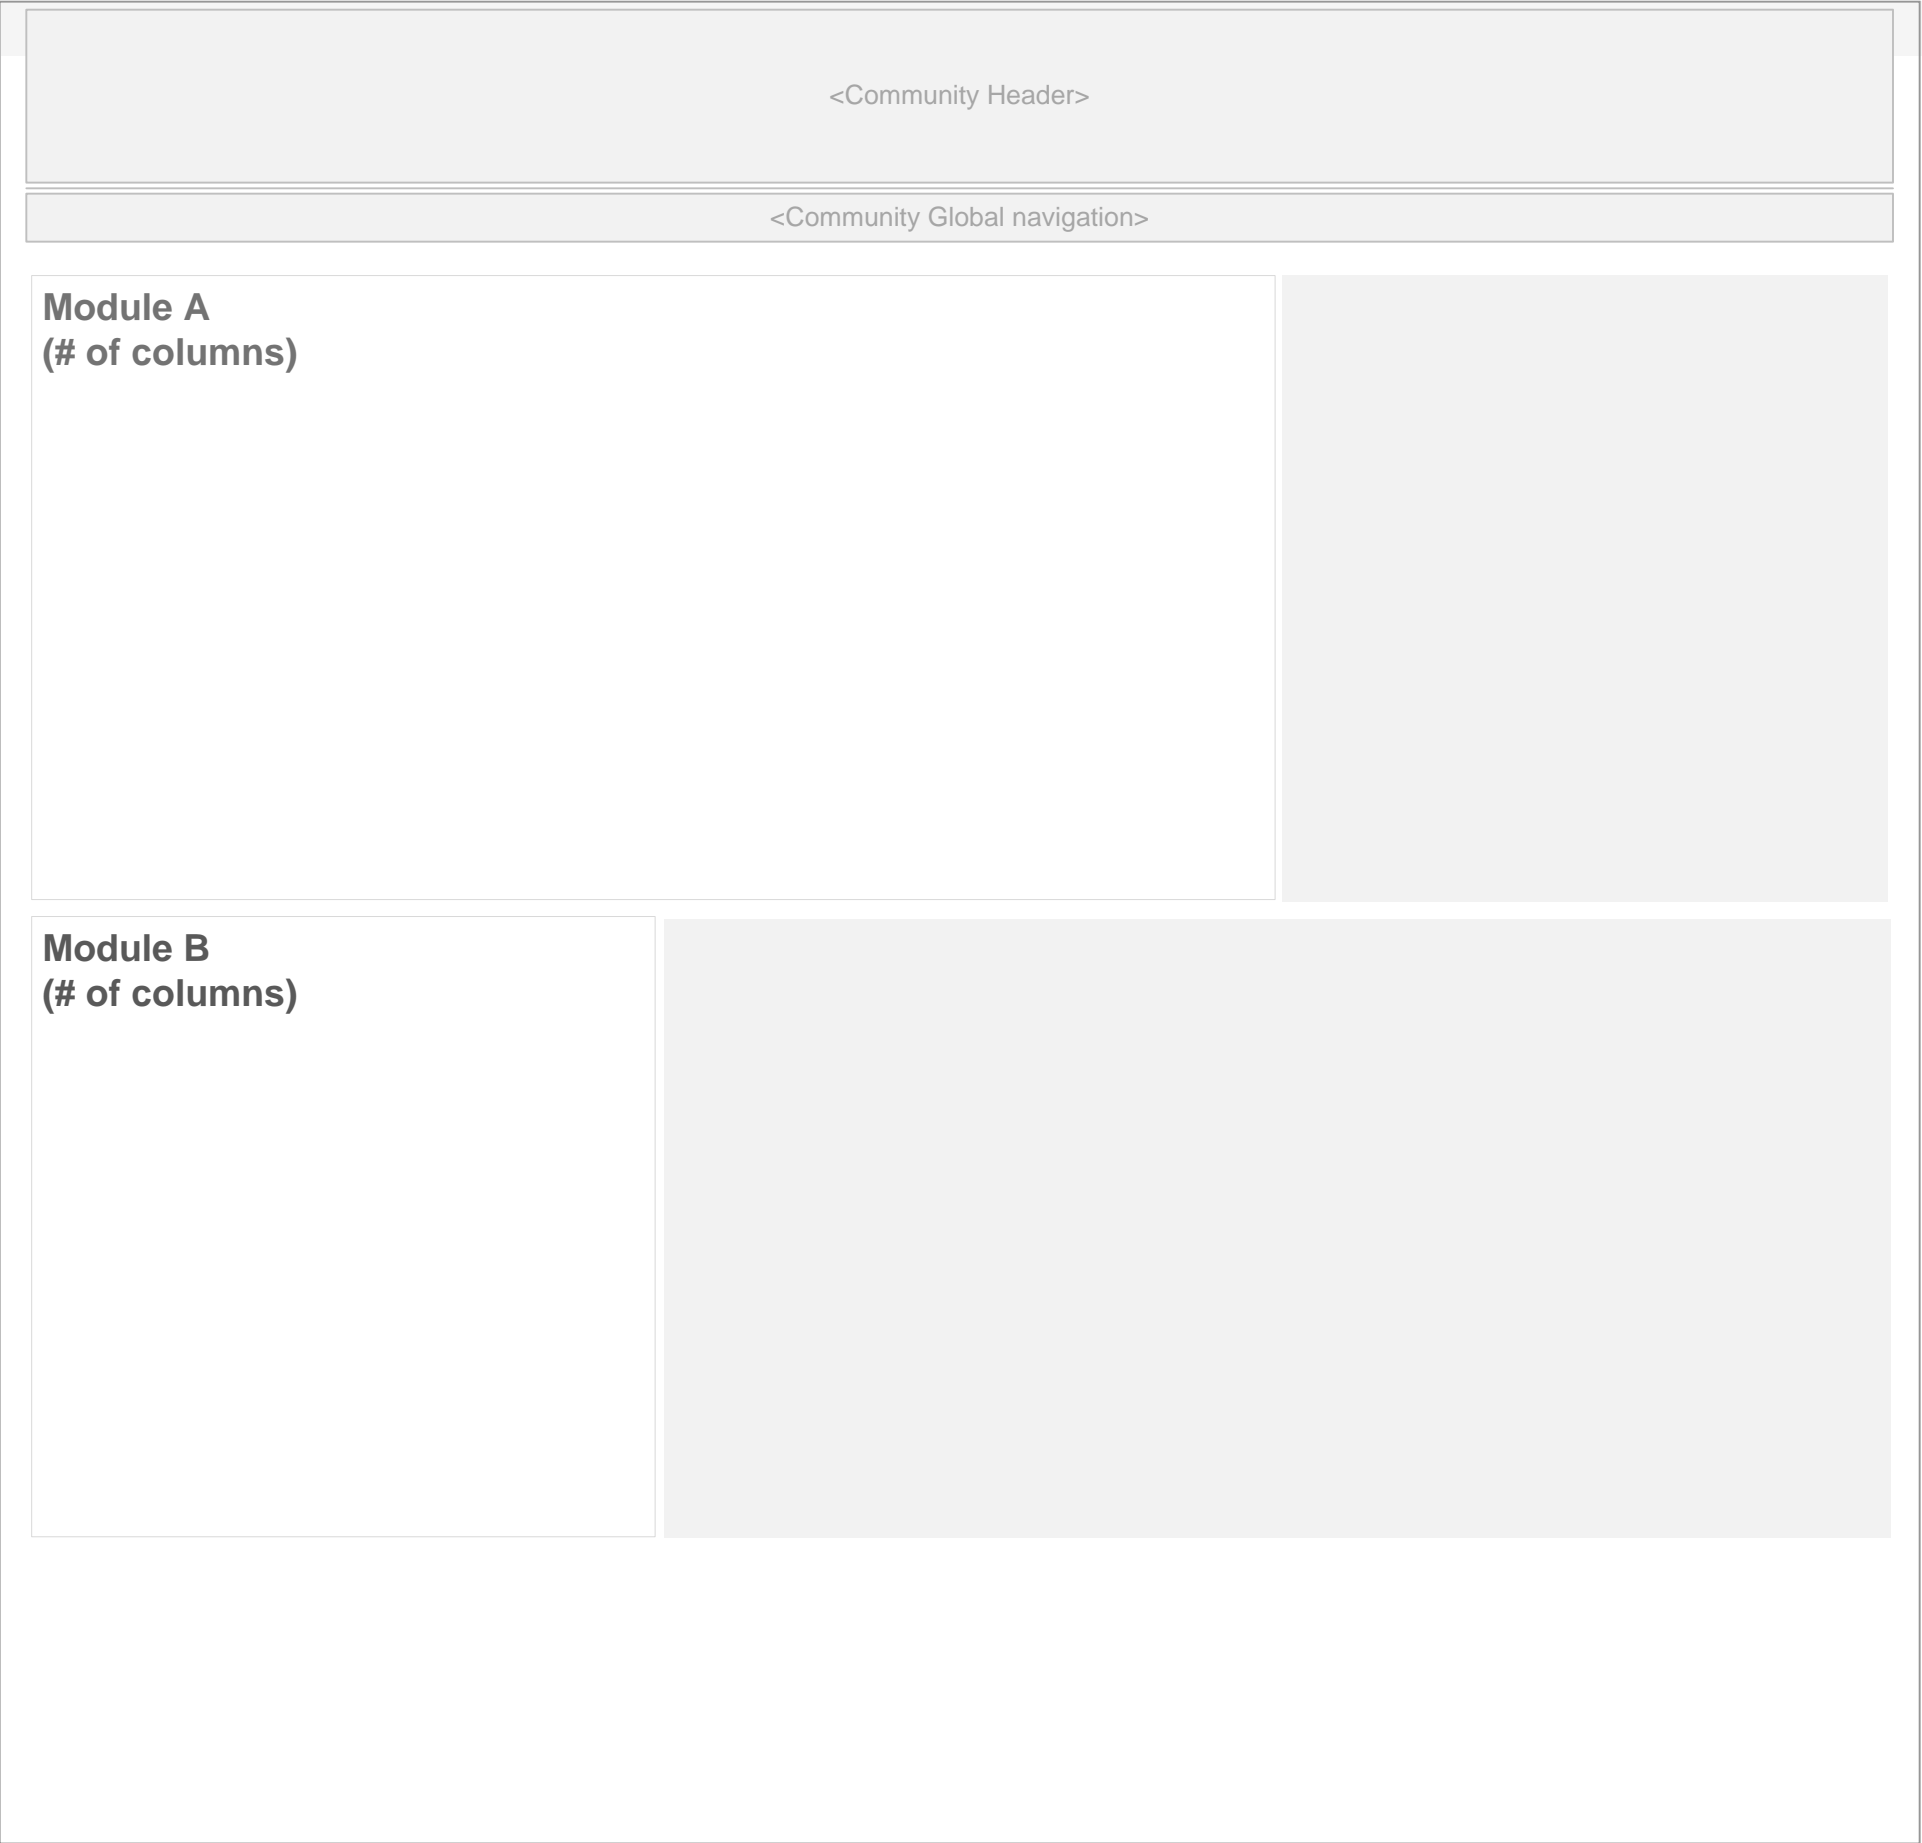 <Community Header>
<Community Global navigation>
Module A
(# of columns)
Module B
(# of columns)